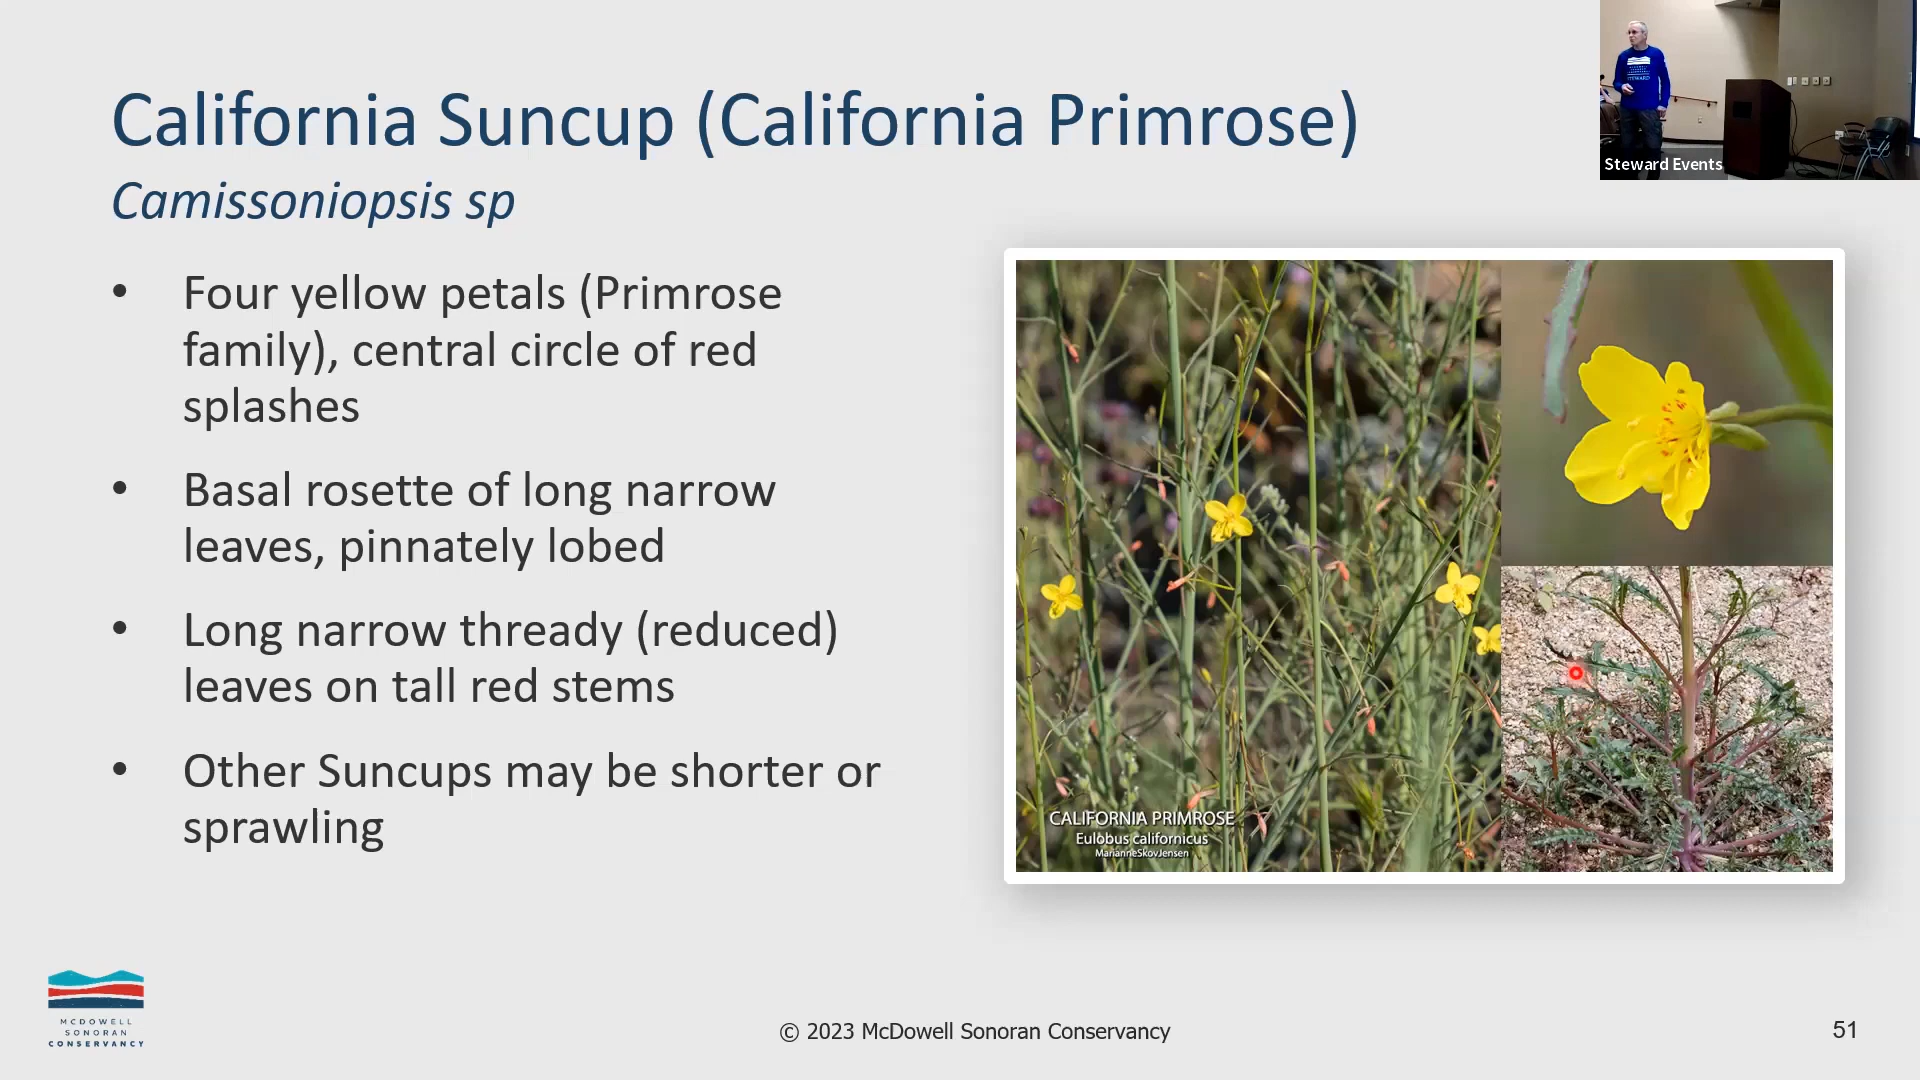 California Suncup (California Primrose)
Camissoniopsis sp
• Four yellow petals (Primrose
family), central circle of red
splashes
• Basal rosette of long narrow
leaves, pinnately lobed
• Long narrow thready (reduced)
leaves on tall red stems
• Other Suncups may be shorter or
sprawling
STEWARD
Steward Events
CALIFORNIA PRIMROSE
Eulobus californicus
MarianneSkovJensen
MCDOWELL
SONORAN
CONSERVANCY
© 2023 McDowell Sonoran Conservancy
51